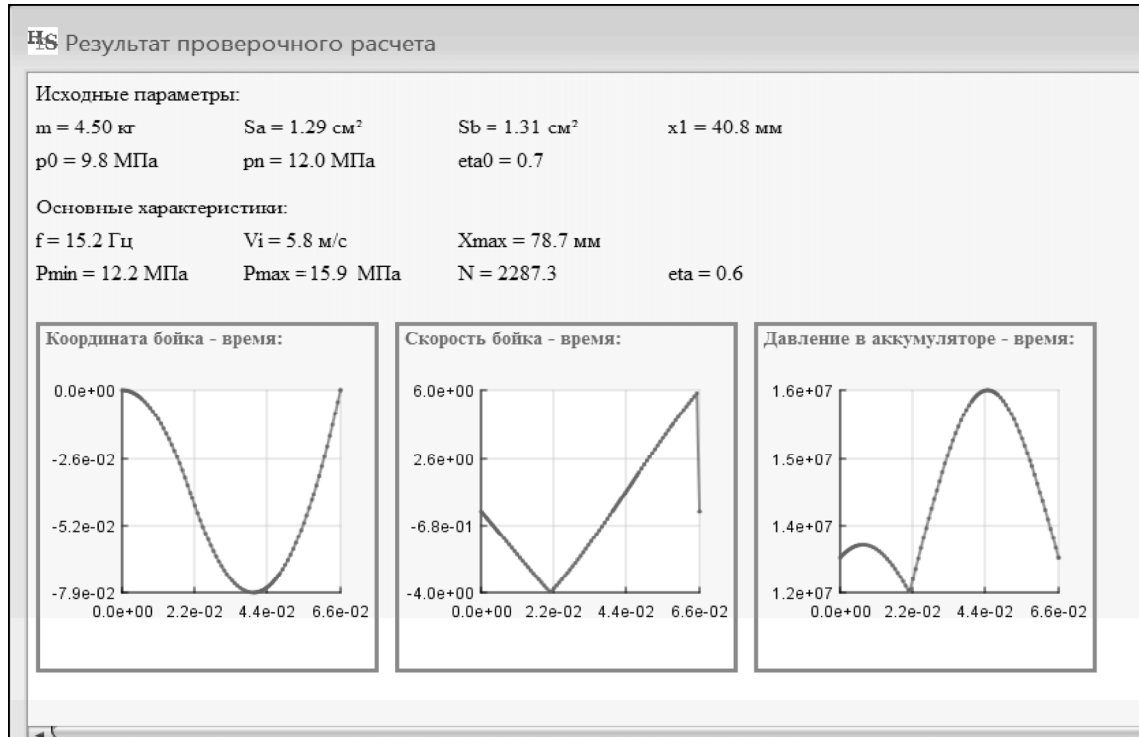 HS Результат проверочного расчета
Исходные параметры:
m = 4.50 кг Sa = 1.29 см² Sb = 1.31 см² x1 = 40.8 мм
p0 = 9.8 МПа pn = 12.0 МПа eta0 = 0.7
Основные характеристики:
f = 15.2 Гц Vi = 5.8 м/с Xmax = 78.7 мм
Pmin = 12.2 МПа Pmax =15.9 МПа N = 2287.3 eta = 0.6
Координата бойка - время:
0.0e+00
-2.6e-02
-5.2e-02
-7.9e-02
0.0e+00 2.2e-02 4.4e-02 6.6e-02
Скорость бойка - время:
6.0e+00
2.6e+00
-6.8e-01
-4.0e+00
0.0e+00 2.2e-02 4.4e-02 6.6e-02
Давление в аккумуляторе - время:
1.6e+07
1.5e+07
1.4e+07
1.2e+07
0.0e+00 2.2e-02 4.4e-02 6.6e-02